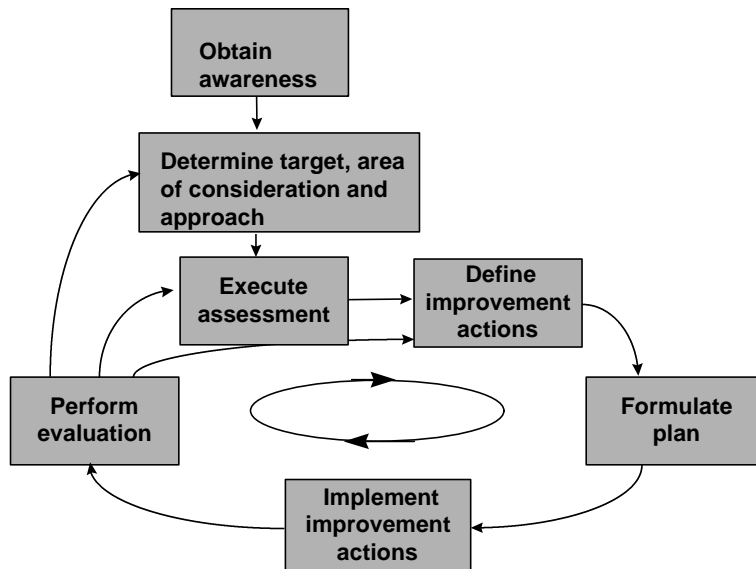 Obtain
awareness
Determine target, area
of consideration and
approach
Execute
assessment
Define
improvement
actions
Perform
evaluation
Formulate
plan
Implement
improvement
actions